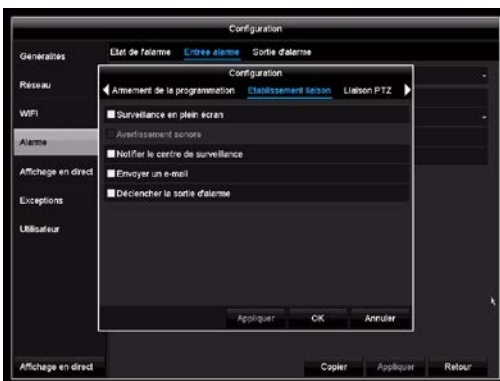 Configuration
Généralités
Réseau
WIFI
Alarme
Affichage en direct
Exceptions
Utilisateur
Affichage en direct
Etat de l'alarme Entrée alarme Sortie d'alarme
Configuration
Armement de la programmation Etablissement liaison Liaison PTZ
Surveillance en plein écran
Avertissement sonore
Notifier le centre de surveillance
Envoyer un e-mail
Déclencher la sortie d'alarme
Appliquer OK Annuler
Copier Appliquer Retour